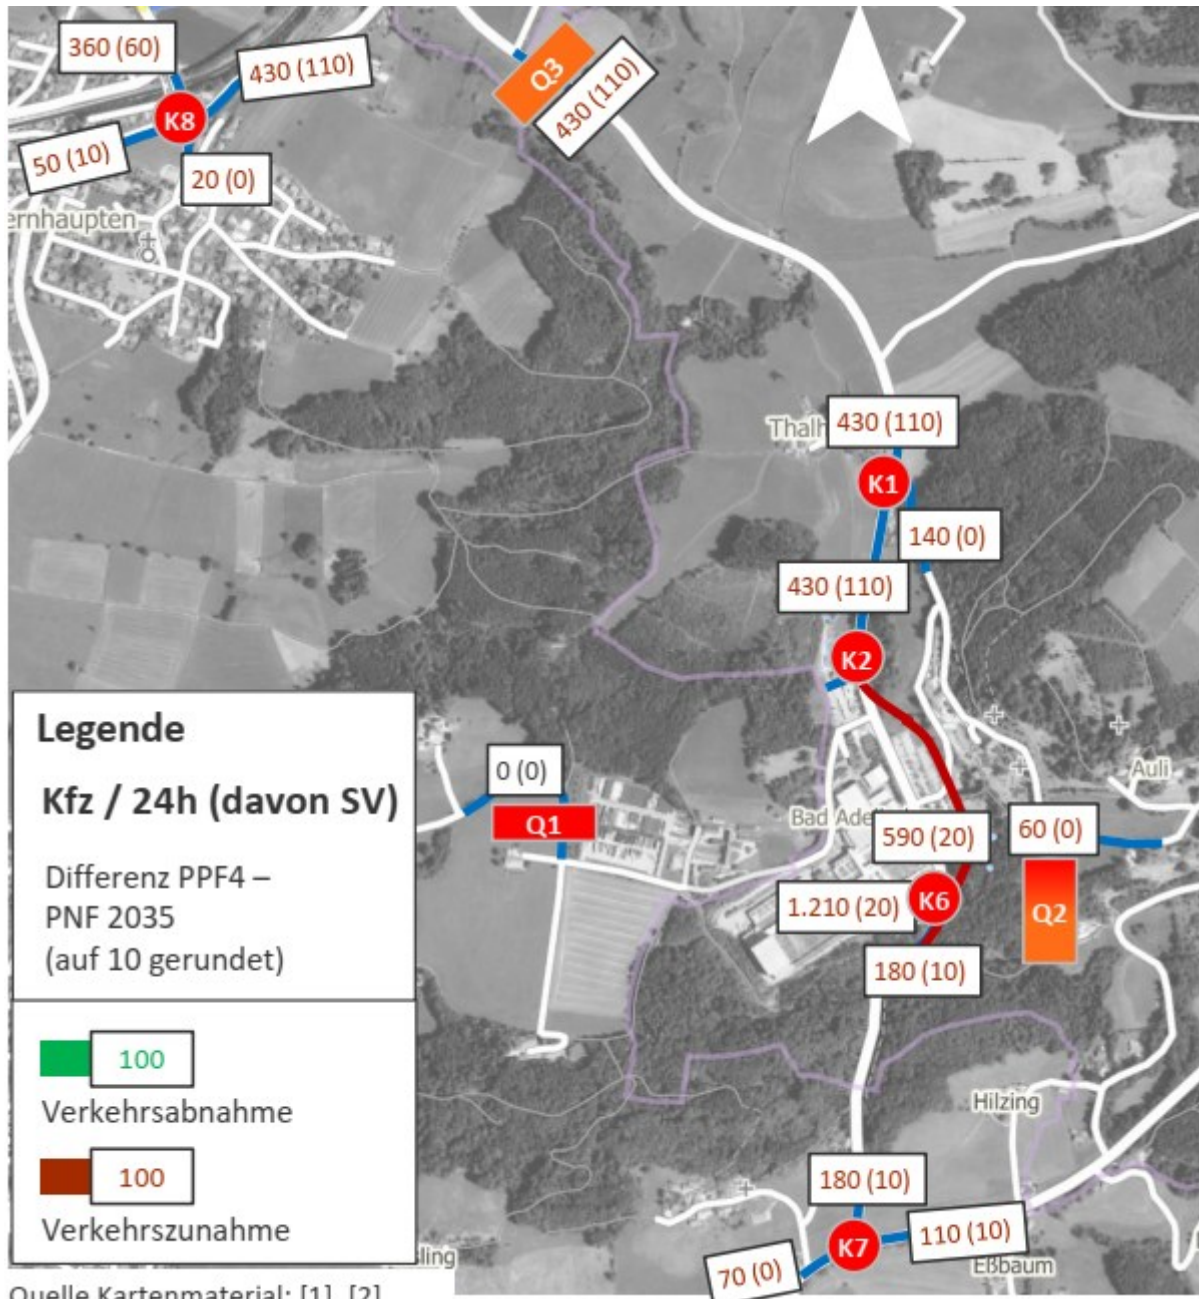 360 (60)
430 (110)
K8
50 (10)
20 (0)
ernhaupten
Q3
430 (110)
430 (110)
Thalh
K1
140 (0)
430 (110)
K2
Legende
Kfz / 24h (davon SV)
Differenz PPF4 –
PNF 2035
(auf 10 gerundet)
100
Verkehrsabnahme
100
Verkehrszunahme
0 (0)
Q1
Auli
Bad Ade
590 (20)
60 (0)
1.210 (20)
K6
Q2
180 (10)
Hilzing
180 (10)
110 (10)
K7
70 (0)
Eßbaum
sling
Quelle Kartenmaterial: [1], [2]